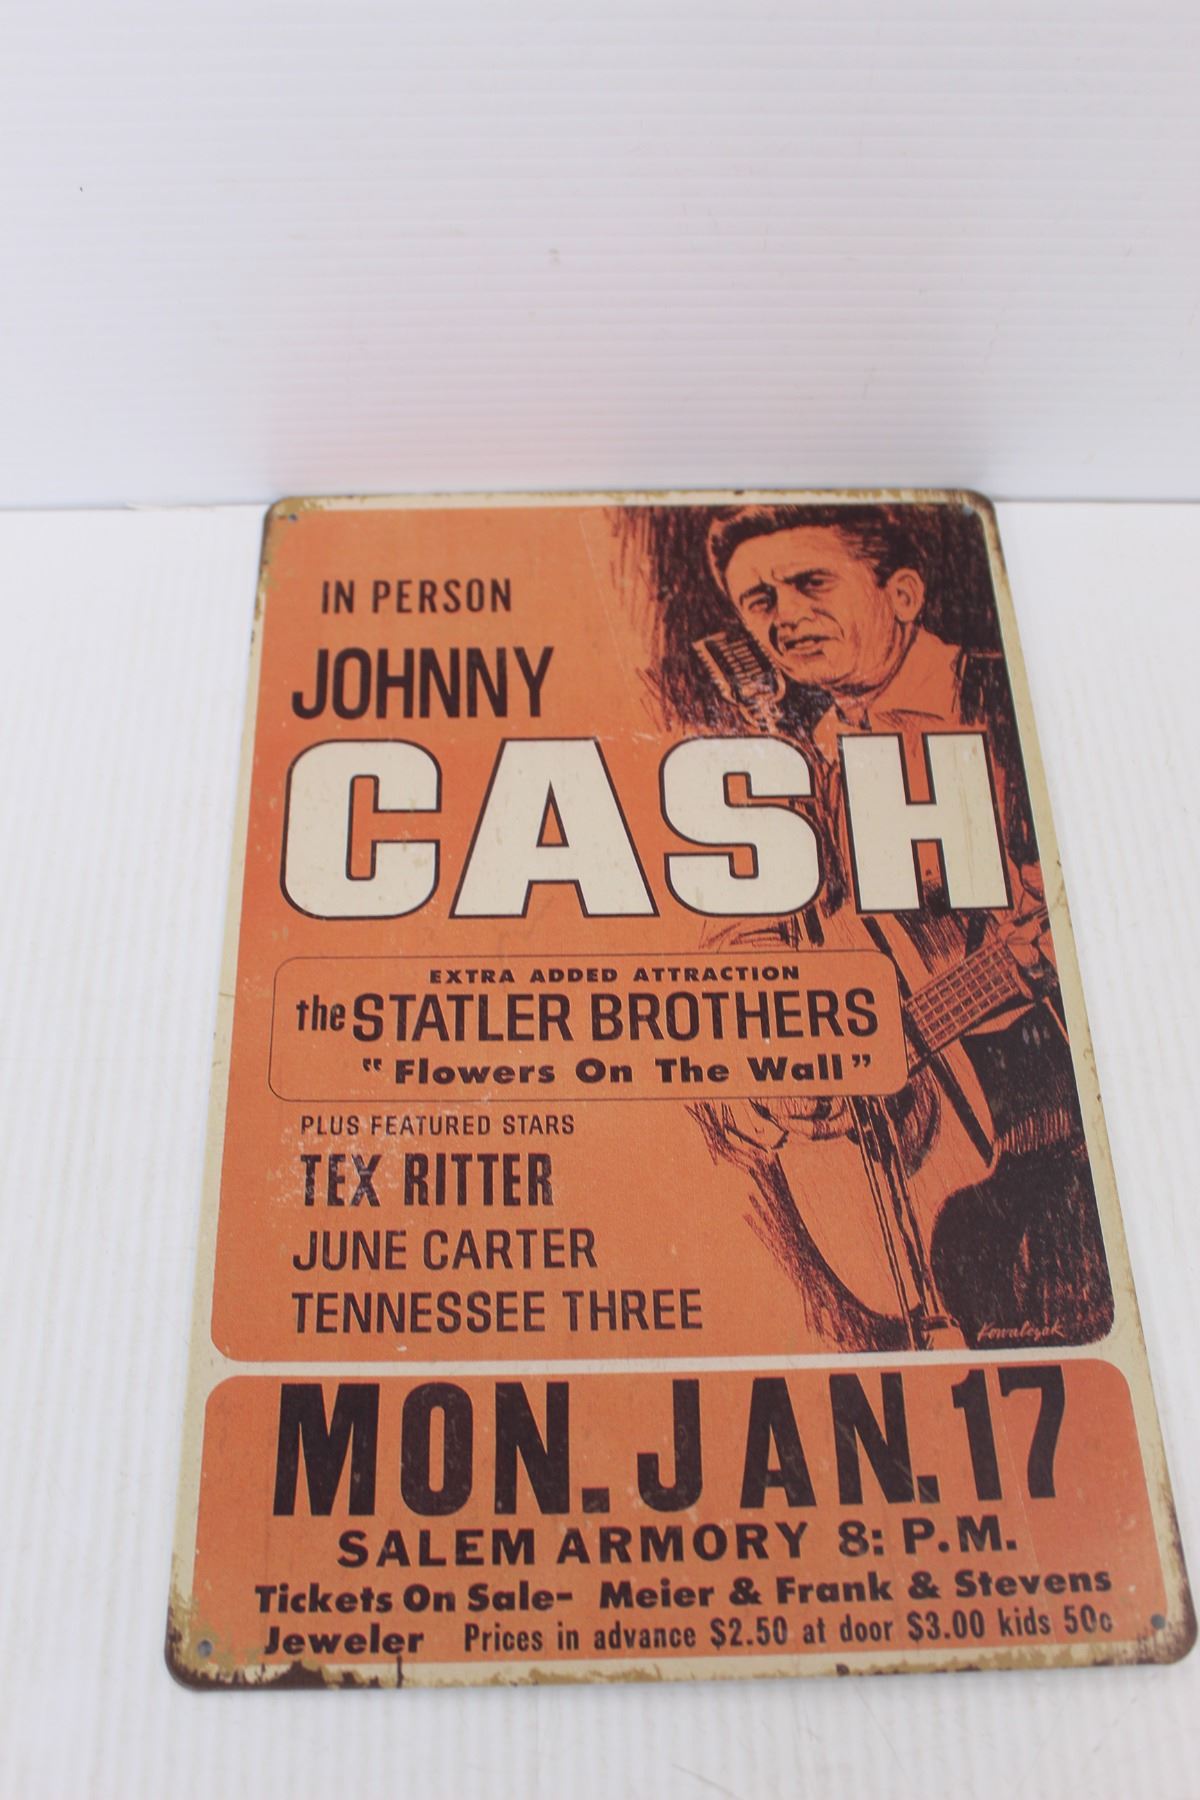 IN PERSON
JOHNNY
CASH
EXTRA ADDED ATTRACTION
the STATLER BROTHERS
"Flowers On The Wall"
PLUS FEATURED STARS
TEX RITTER
JUNE CARTER
TENNESSEE THREE
Kowalczak
MON. JAN. 17
SALEM ARMORY 8: P.M.
Tickets On Sale- Meier & Frank & Stevens
Jeweler Prices in advance $2.50 at door $3.00 kids 50c